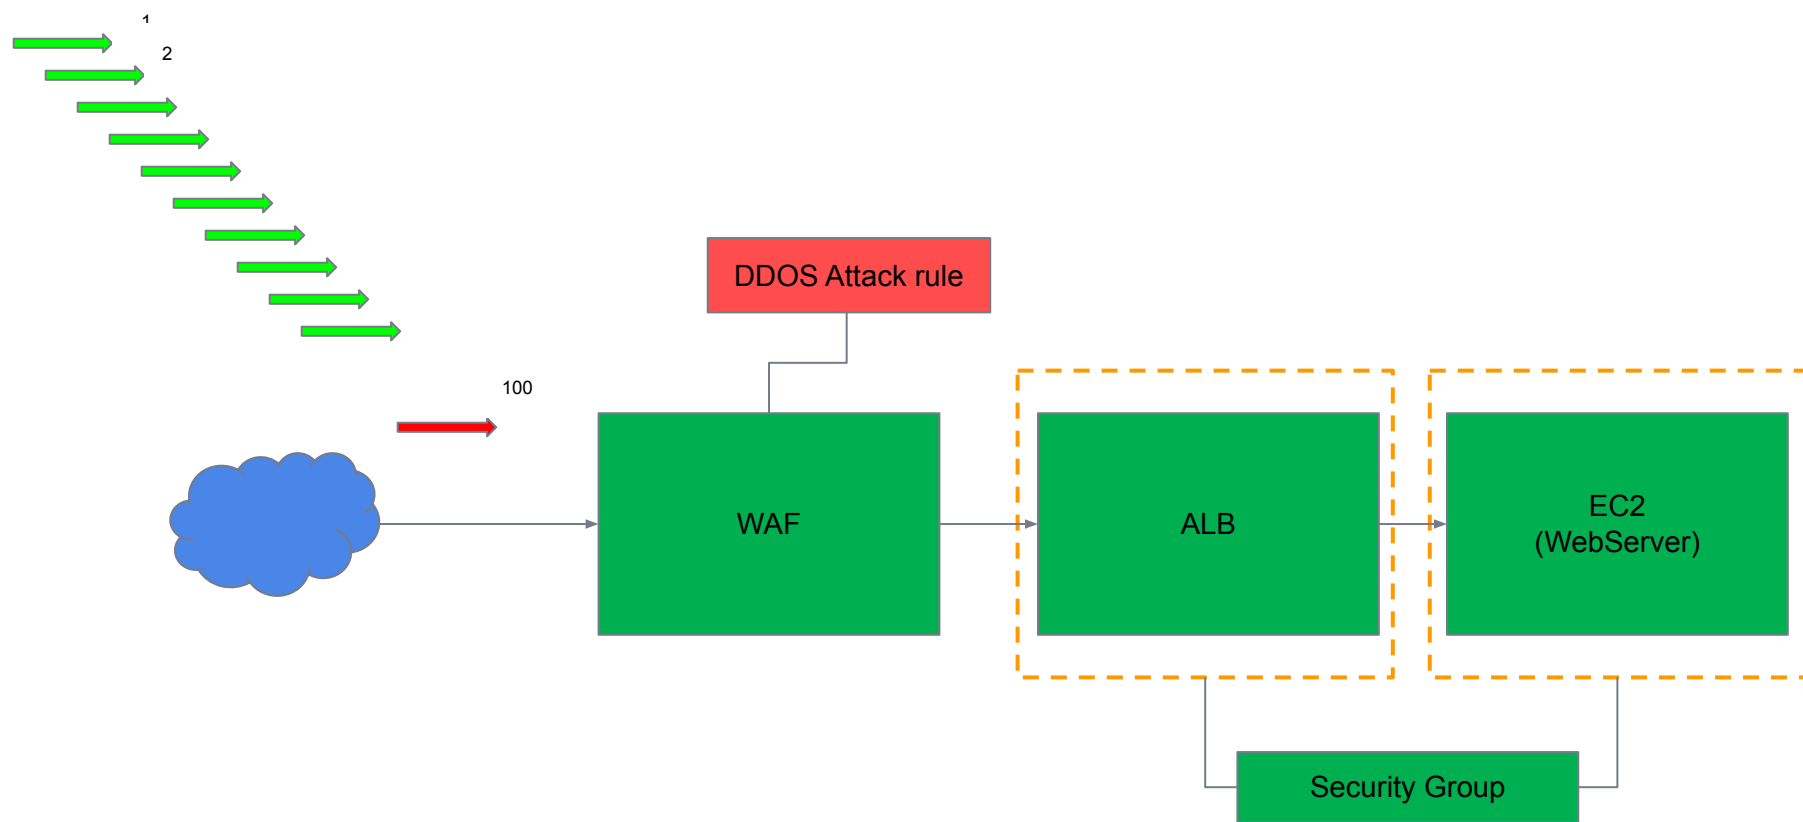 1
2
DDOS Attack rule
100
WAF
ALB
EC2
(WebServer)
Security Group